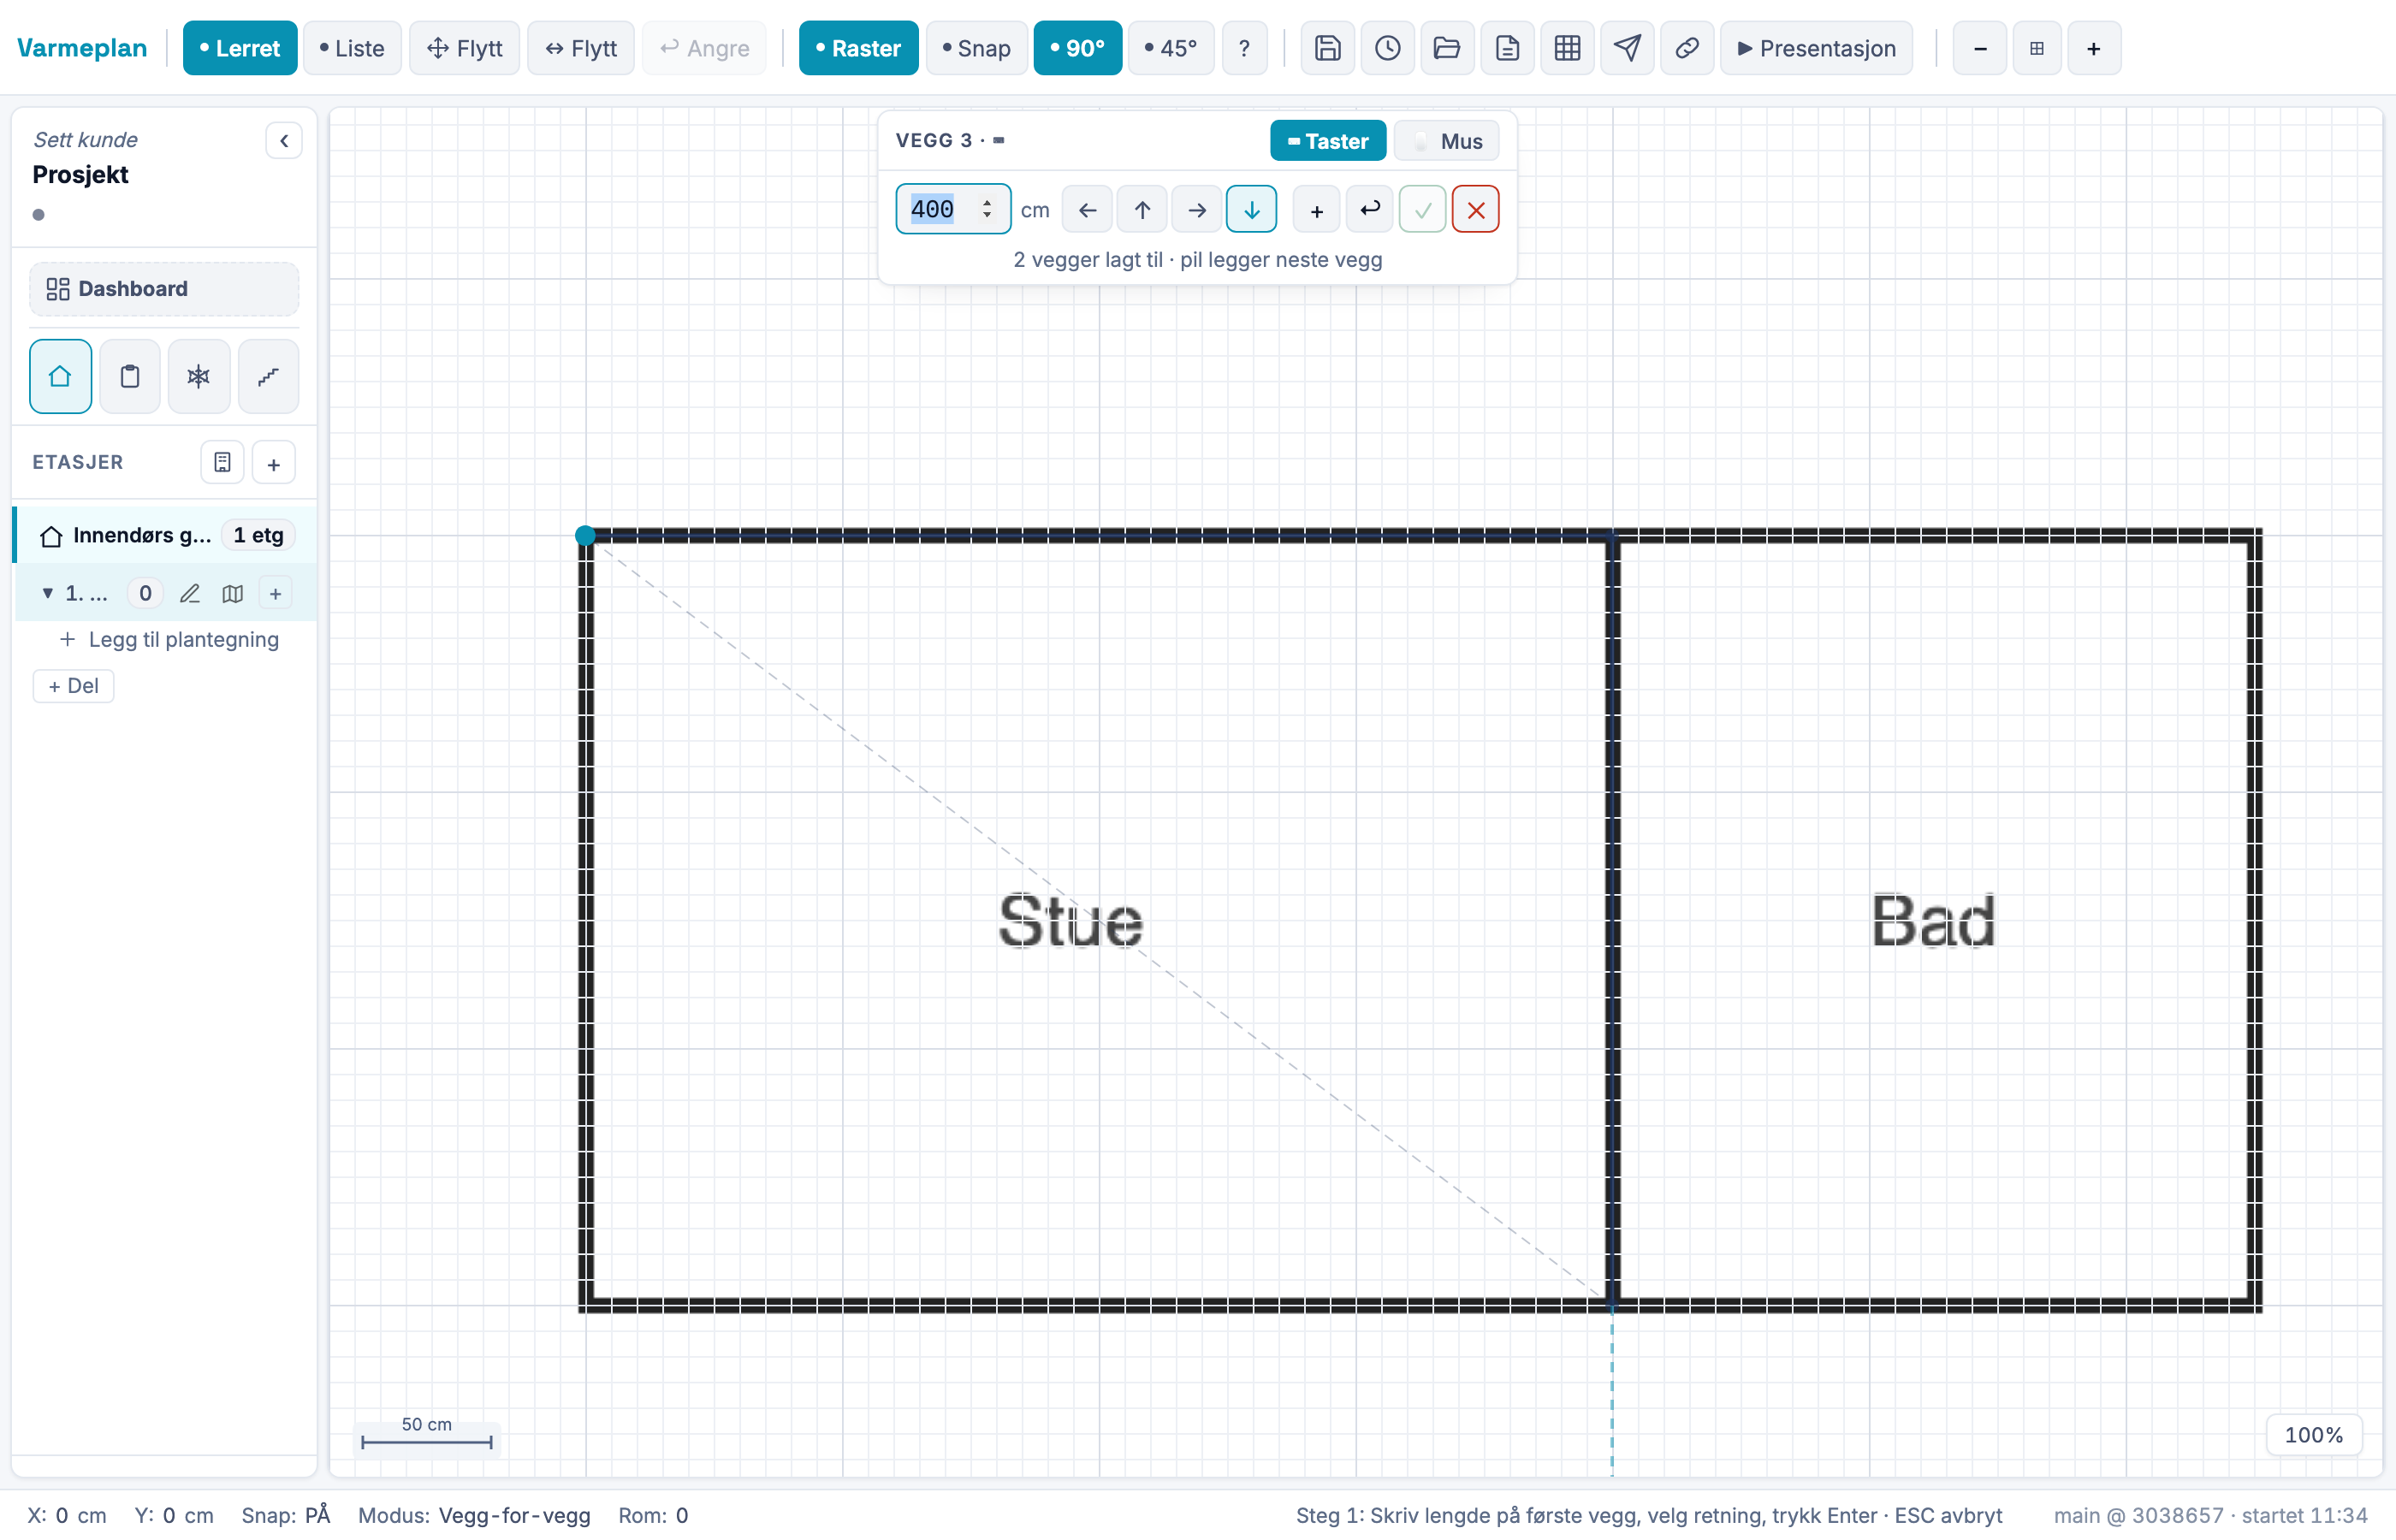 Varmeplan
Lerret
Liste
Flytt
Flytt
Angre
Raster
Snap
90°
45°
?
Presentasjon
Sett kunde
Prosjekt
Dashboard
ETASJER
Innendørs g...
1 etg
1. ...
0
+ Legg til plantegning
+ Del
VEGG 3 ·
Taster
Mus
400 cm
2 vegger lagt til · pil legger neste vegg
Stue
Bad
50 cm
100%
X: 0 cm
Y: 0 cm
Snap: PÅ
Modus: Vegg-for-vegg
Rom: 0
Steg 1: Skriv lengde på første vegg, velg retning, trykk Enter · ESC avbryt
main @ 3038657 · startet 11:34